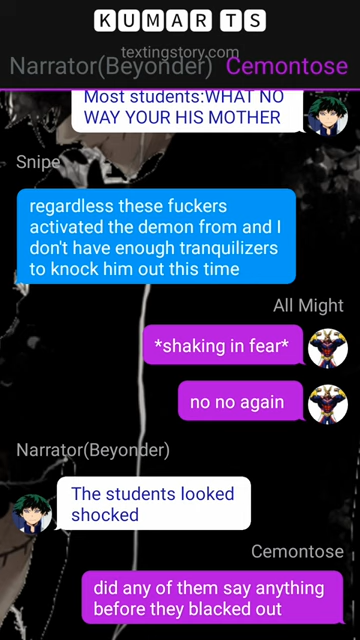 KUMAR TS
textingstory.com
Narrator(Beyonder) Cemontose
Most students:WHAT NO
WAY YOUR HIS MOTHER
Snipe
regardless these fuckers
activated the demon from and I
don't have enough tranquilizers
to knock him out this time
All Might
*shaking in fear*
no no again
Narrator(Beyonder)
The students looked
shocked
Cemontose
did any of them say anything
before they blacked out